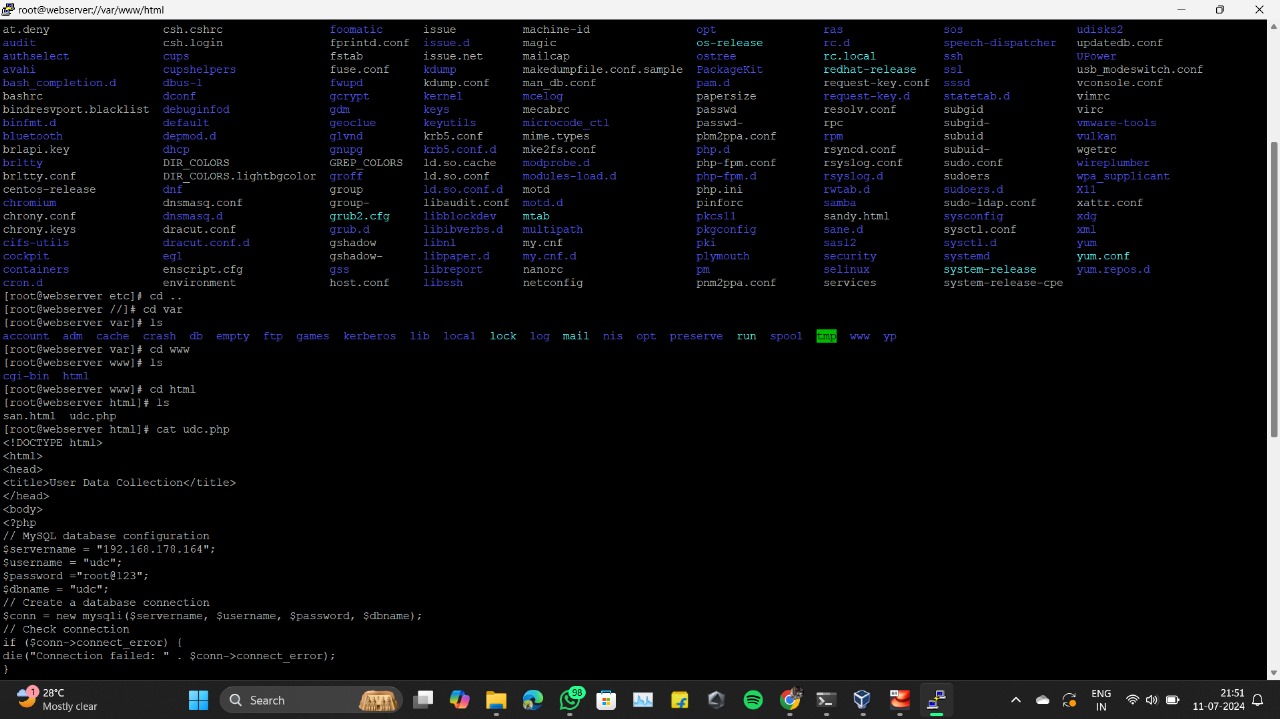 root@webserver://var/www/html
at.deny csh.cshrc foomatic issue machine-id opt ras sos udisks2
audit csh.login fprintd.conf issue.d magic os-release rc.d speech-dispatcher updatedb.conf
authselect cups fstab issue.net mailcap ostree rc.local ssh UPower
avahi cupshelpers fuse.conf kdump makedumpfile.conf.sample PackageKit redhat-release ssl usb_modeswitch.conf
bash_completion.d dbus-1 fwupd kdump.conf man_db.conf pam.d request-key.conf sssd vconsole.conf
bashrc dconf gcrypt kernel mcelog papersize request-key.d statetab.d vimrc
bindresvport.blacklist debuginfod gdm keys mecabrc passwd resolv.conf subgid virc
binfmt.d default geoclue keyutils microcode_ctl passwd- rpc subgid- vmware-tools
bluetooth depmod.d glvnd krb5.conf mime.types pbm2ppa.conf rpm subuid vulkan
brlapi.key dhcp gnupg krb5.conf.d mke2fs.conf php.d rsyncd.conf subuid- wgetrc
brltty DIR_COLORS GREP_COLORS ld.so.cache modprobe.d php-fpm.conf rsyslog.conf sudo.conf wireplumber
brltty.conf DIR_COLORS.lightbgcolor groff ld.so.conf modules-load.d php-fpm.d rsyslog.d sudoers wpa_supplicant
centos-release dnf group ld.so.conf.d motd php.ini rwtab.d sudoers.d X11
chromium dnsmasq.conf group- libaudit.conf motd.d pinforc samba sudo-ldap.conf xattr.conf
chrony.conf dnsmasq.d grub2.cfg libblockdev mtab pkcs11 sandy.html sysconfig xdg
chrony.keys dracut.conf grub.d libibverbs.d multipath pkgconfig sane.d sysctl.conf xml
cifs-utils dracut.conf.d gshadow libnl my.cnf pki sasl2 sysctl.d yum
cockpit egl gshadow- libpaper.d my.cnf.d plymouth security systemd yum.conf
containers enscript.cfg gss libreport nanorc pm selinux system-release yum.repos.d
cron.d environment host.conf libssh netconfig pnm2ppa.conf services system-release-cpe
[root@webserver etc]# cd ..
[root@webserver //]# cd var
[root@webserver var]# ls
account adm cache crash db empty ftp games kerberos lib local lock log mail nis opt preserve run spool tmp www yp
[root@webserver var]# cd www
[root@webserver www]# ls
cgi-bin html
[root@webserver www]# cd html
[root@webserver html]# ls
san.html udc.php
[root@webserver html]# cat udc.php
<!DOCTYPE html>
<html>
<head>
<title>User Data Collection</title>
</head>
<body>
<?php
// MySQL database configuration
$servername = "192.168.178.164";
$username = "udc";
$password ="root@123";
$dbname = "udc";
// Create a database connection
$conn = new mysqli($servername, $username, $password, $dbname);
// Check connection
if ($conn->connect_error) {
die("Connection failed: " . $conn->connect_error);
}
1
28°C
Mostly clear
Search
98
ENG
IN
21:51
11-07-2024